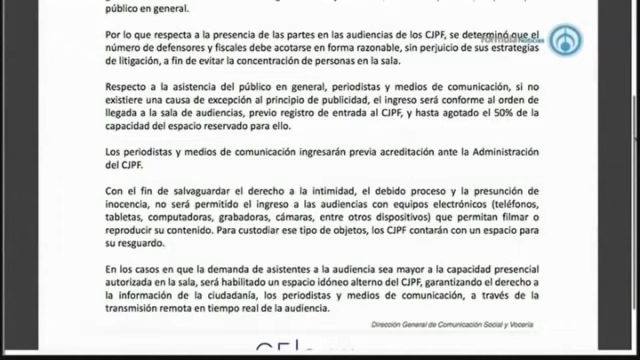 público en general.
Por lo que respecta a la presencia de las partes en las audiencias de los CJPF, se determinó que el
número de defensores y fiscales debe acotarse en forma razonable, sin perjuicio de sus estrategias
de litigación, a fin de evitar la concentración de personas en la sala.
Fórmula Noticias
Respecto a la asistencia del público en general, periodistas y medios de comunicación, si no
existiere una causa de excepción al principio de publicidad, el ingreso será conforme al orden de
llegada a la sala de audiencias, previo registro de entrada al CJPF, y hasta agotado el 50% de la
capacidad del espacio reservado para ello.
Los periodistas y medios de comunicación ingresarán previa acreditación ante la Administración
del CJPF.
Con el fin de salvaguardar el derecho a la intimidad, el debido proceso y la presunción de
inocencia, no será permitido el ingreso a las audiencias con equipos electrónicos (teléfonos,
tabletas, computadoras, grabadoras, cámaras, entre otros dispositivos) que permitan filmar o
reproducir su contenido. Para custodiar ese tipo de objetos, los CJPF contarán con un espacio para
su resguardo.
En los casos en que la demanda de asistentes a la audiencia sea mayor a la capacidad presencial
autorizada en la sala, será habilitado un espacio idóneo alterno del CJPF, garantizando el derecho a
la información de la ciudadanía, los periodistas y medios de comunicación, a través de la
transmisión remota en tiempo real de la audiencia.
Dirección General de Comunicación Social y Vocería